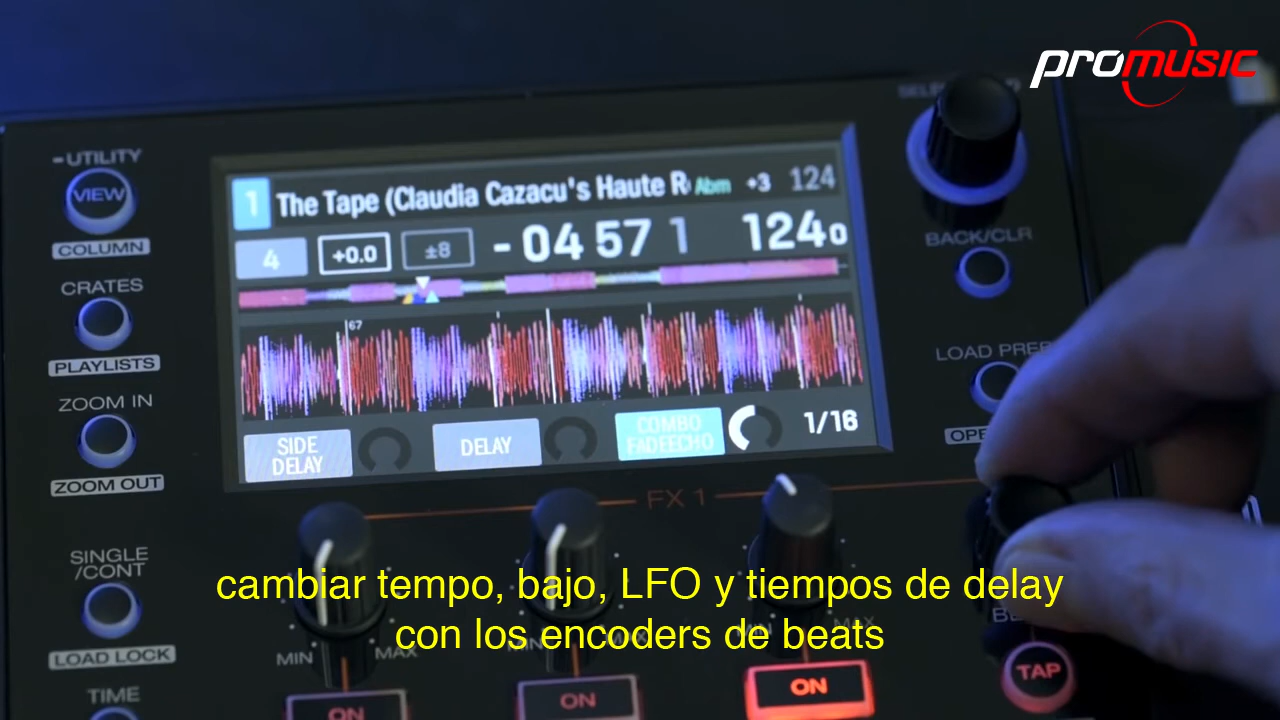 promusic
-UTILITY
VIEW
COLUMN
CRATES
PLAYLISTS
ZOOM IN
ZOOM OUT
SINGLE
/CONT
LOAD LOCK
TIME
1 The Tape (Claudia Cazacu's Haute R Abm +3 124
4 +0.0 ±8 -04 57 1 124.0
67
SIDE
DELAY
DELAY
COMBO
FADEECHO
1/16
BACK/CLR
LOAD PREP
FX 1
MIN MAX
ON
ON
ON
TAP
cambiar tempo, bajo, LFO y tiempos de delay
con los encoders de beats